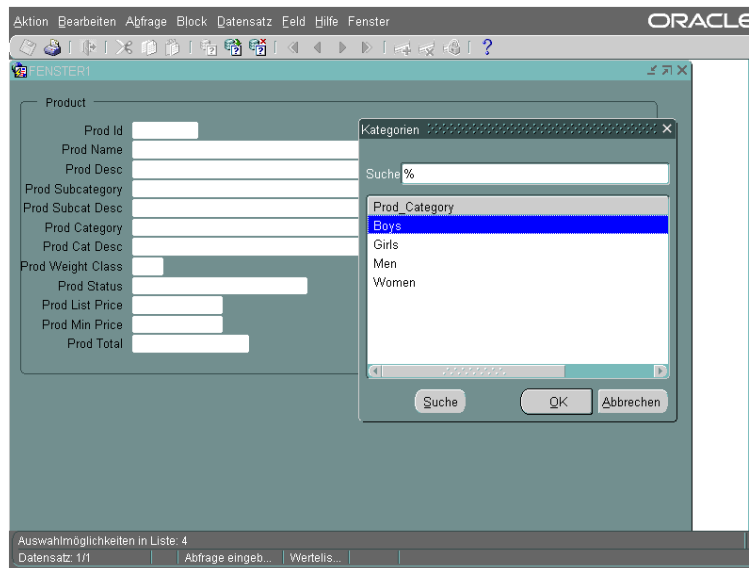 Aktion Bearbeiten Abfrage Block Datensatz Feld Hilfe Fenster
ORACLE
?
FENSTER1
Product
Prod Id
Prod Name
Prod Desc
Prod Subcategory
Prod Subcat Desc
Prod Category
Prod Cat Desc
Prod Weight Class
Prod Status
Prod List Price
Prod Min Price
Prod Total
Kategorien
Suche %
Prod_Category
Boys
Girls
Men
Women
Suche OK Abbrechen
Auswahlmöglichkeiten in Liste: 4
Datensatz: 1/1 Abfrage eingeb... Wertelis...